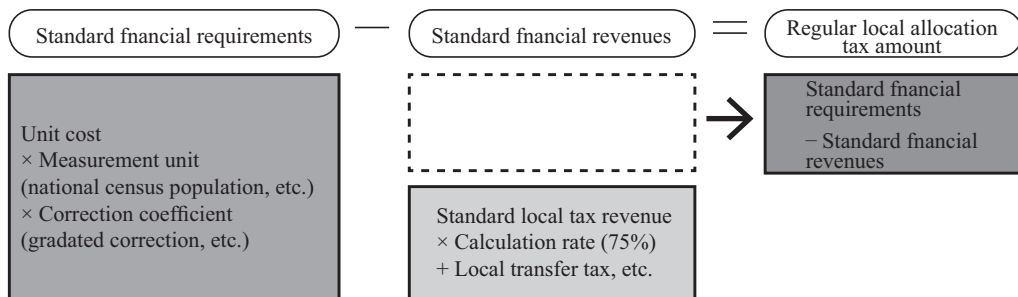 Standard fnancial requirements
—
Standard fnancial revenues
=
Regular local allocation
tax amount
Unit cost
× Measurement unit
(national census population, etc.)
× Correction coefficient
(gradated correction, etc.)
Standard local tax revenue
× Calculation rate (75%)
+ Local transfer tax, etc.
Standard fnancial
requirements
− Standard fnancial
revenues